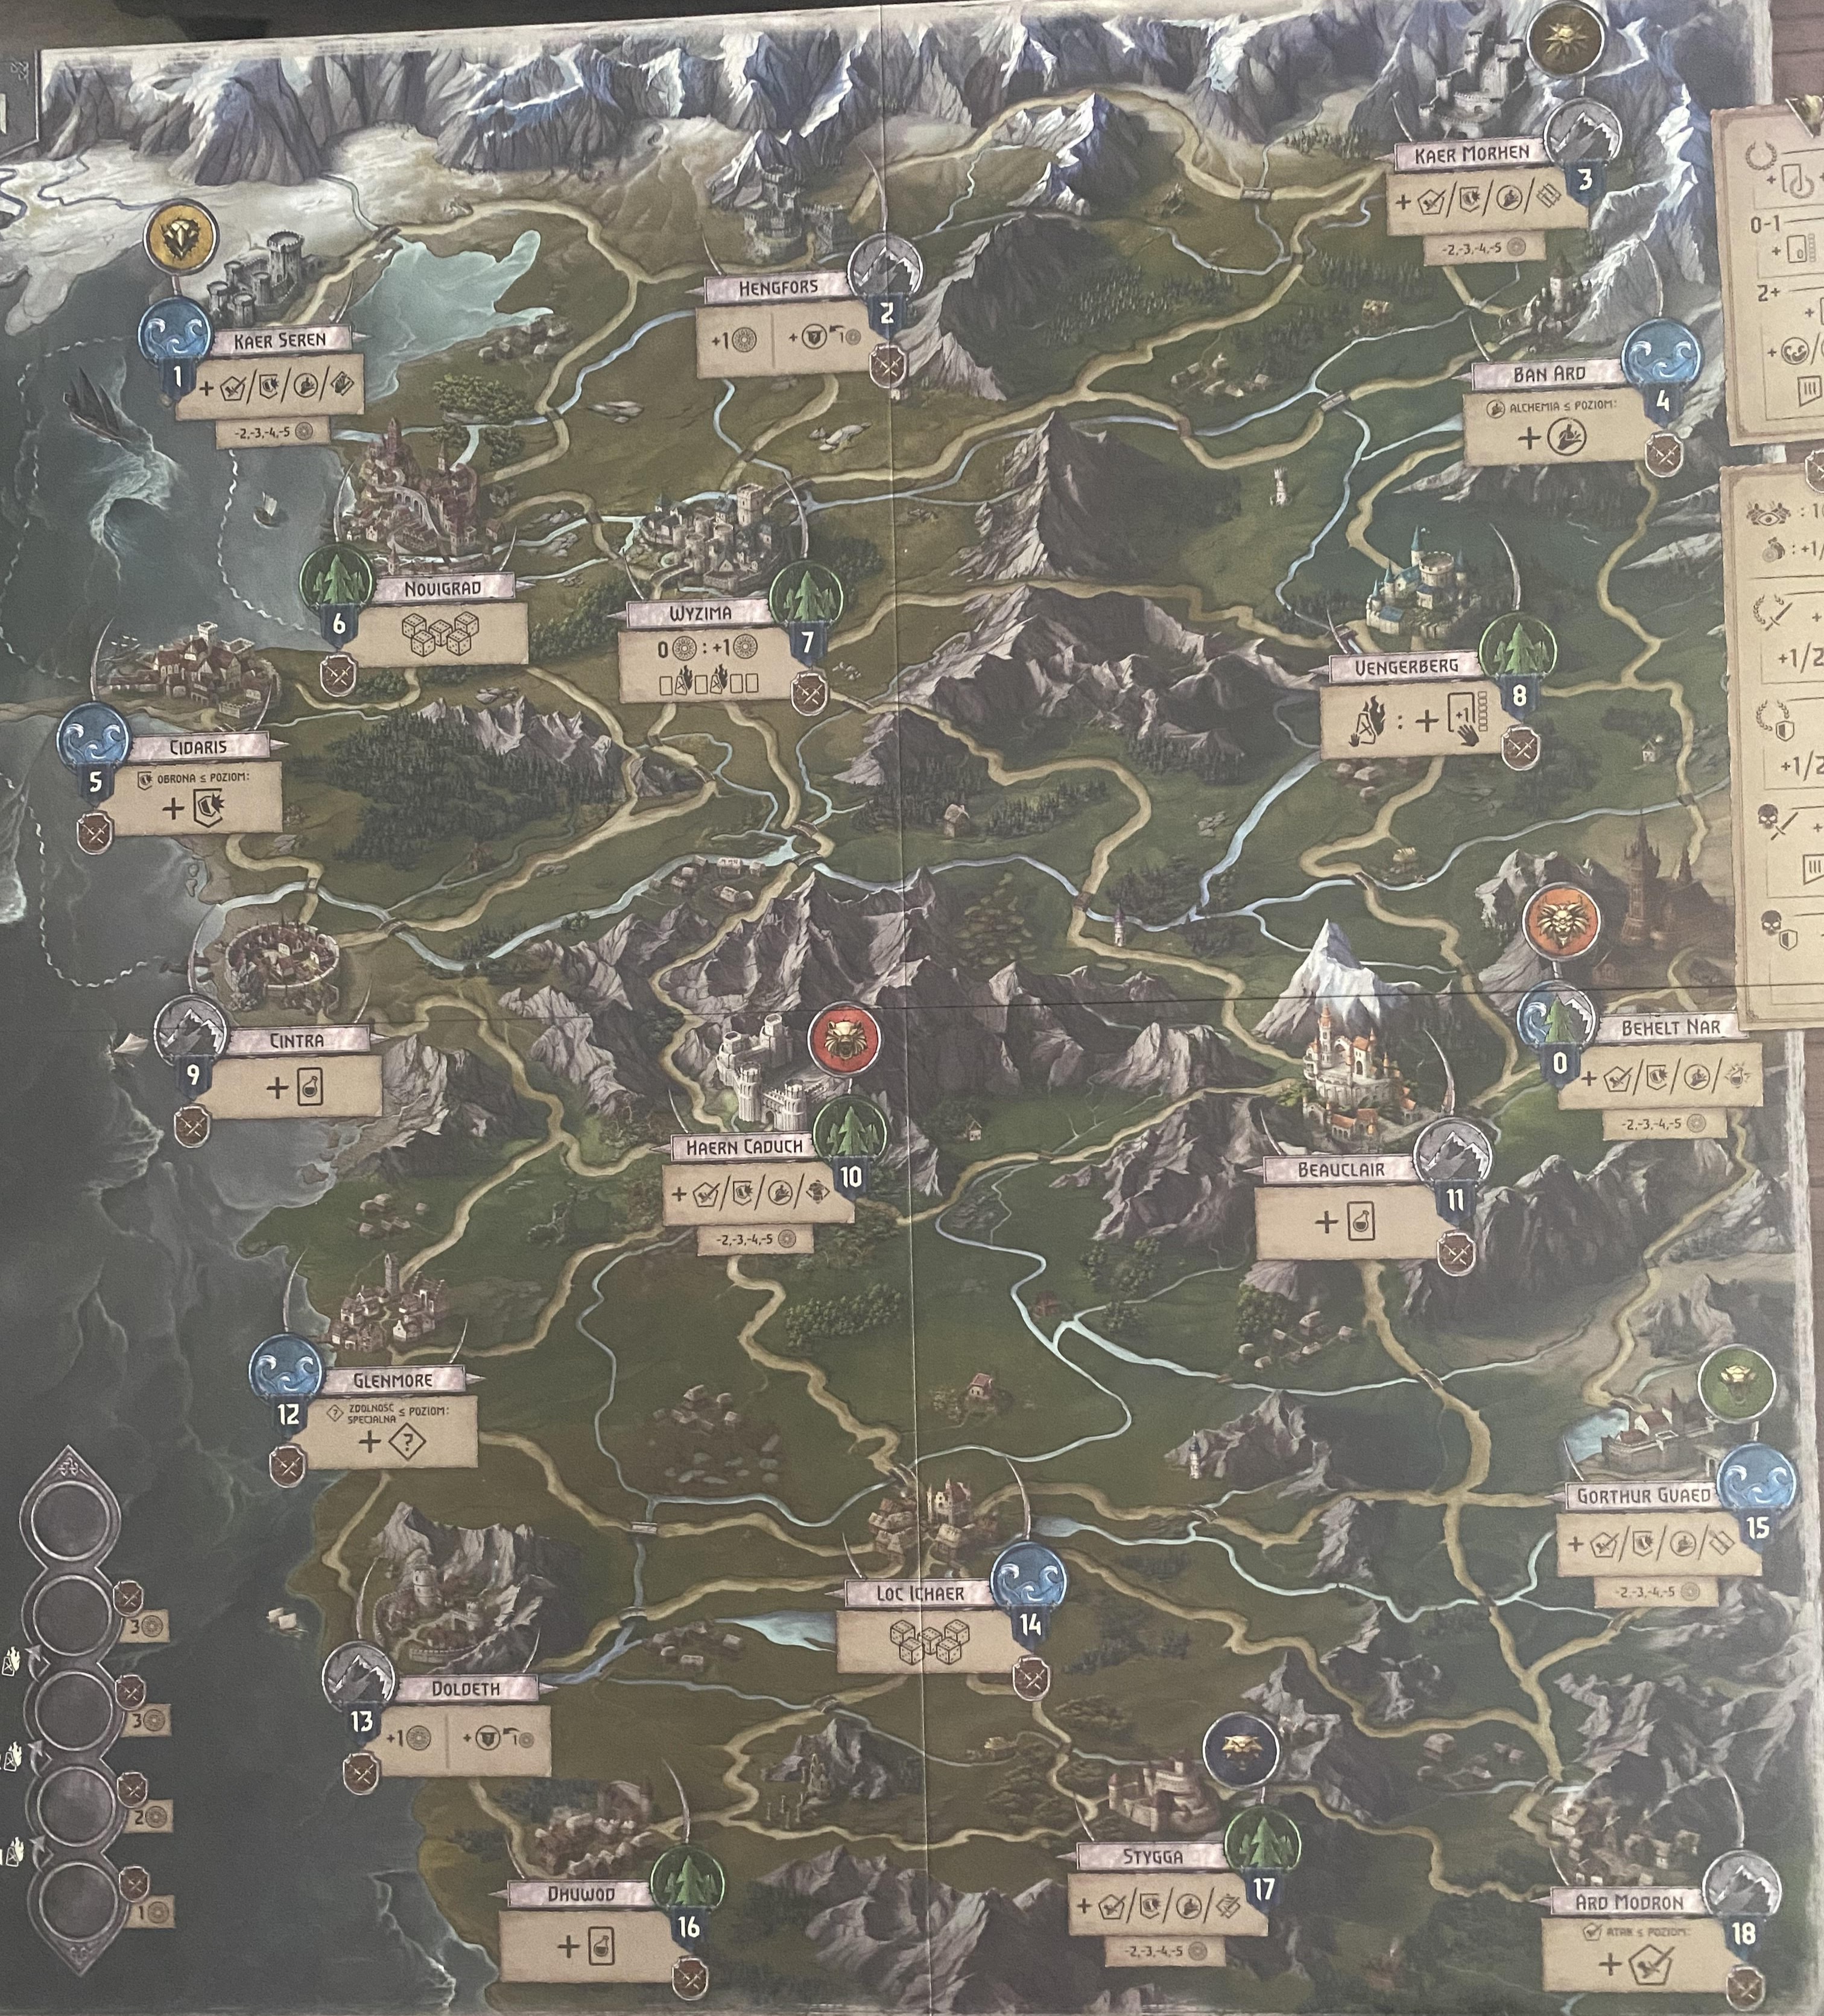 KAER MORHEN
3
-2,-3,-4,-5
0-1
2+
HENGFORS
2
+1
+ 1
KAER SEREN
1
-2,-3,-4,-5
BAN ARD
4
ALCHEMIA ≤ POZIOM:
+
NOVIGRAD
6
WYZIMA
7
0 : +1
VENGERBERG
8
: + +1
+1/2
+1/2
CIDARIS
5
OBRONA ≤ POZIOM:
+
CINTRA
9
+
BEHELT NAR
0
-2,-3,-4,-5
HAERN CADUCH
10
-2,-3,-4,-5
BEAUCLAIR
11
+
GLENMORE
12
ZDOLNOŚĆ
SPECJALNA ≤ POZIOM:
+ ?
GORTHUR GVAED
15
-2,-3,-4,-5
LOC ICHAER
14
DOLDETH
13
+1
+ 1
3
3
2
1
DHUWOD
16
+
STYGGA
17
-2,-3,-4,-5
ARD MODRON
18
ATAK ≤ POZIOM:
+